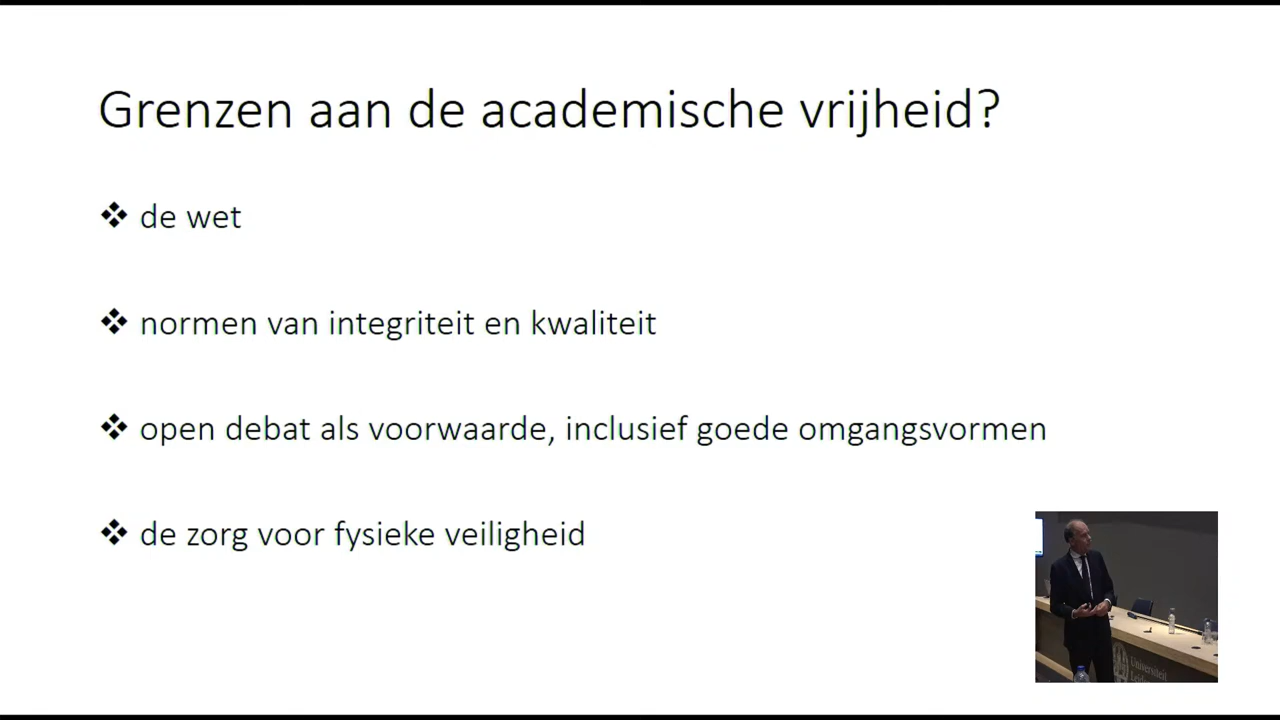 Grenzen aan de academische vrijheid?
❖ de wet
❖ normen van integriteit en kwaliteit
❖ open debat als voorwaarde, inclusief goede omgangsvormen
❖ de zorg voor fysieke veiligheid
Universiteit